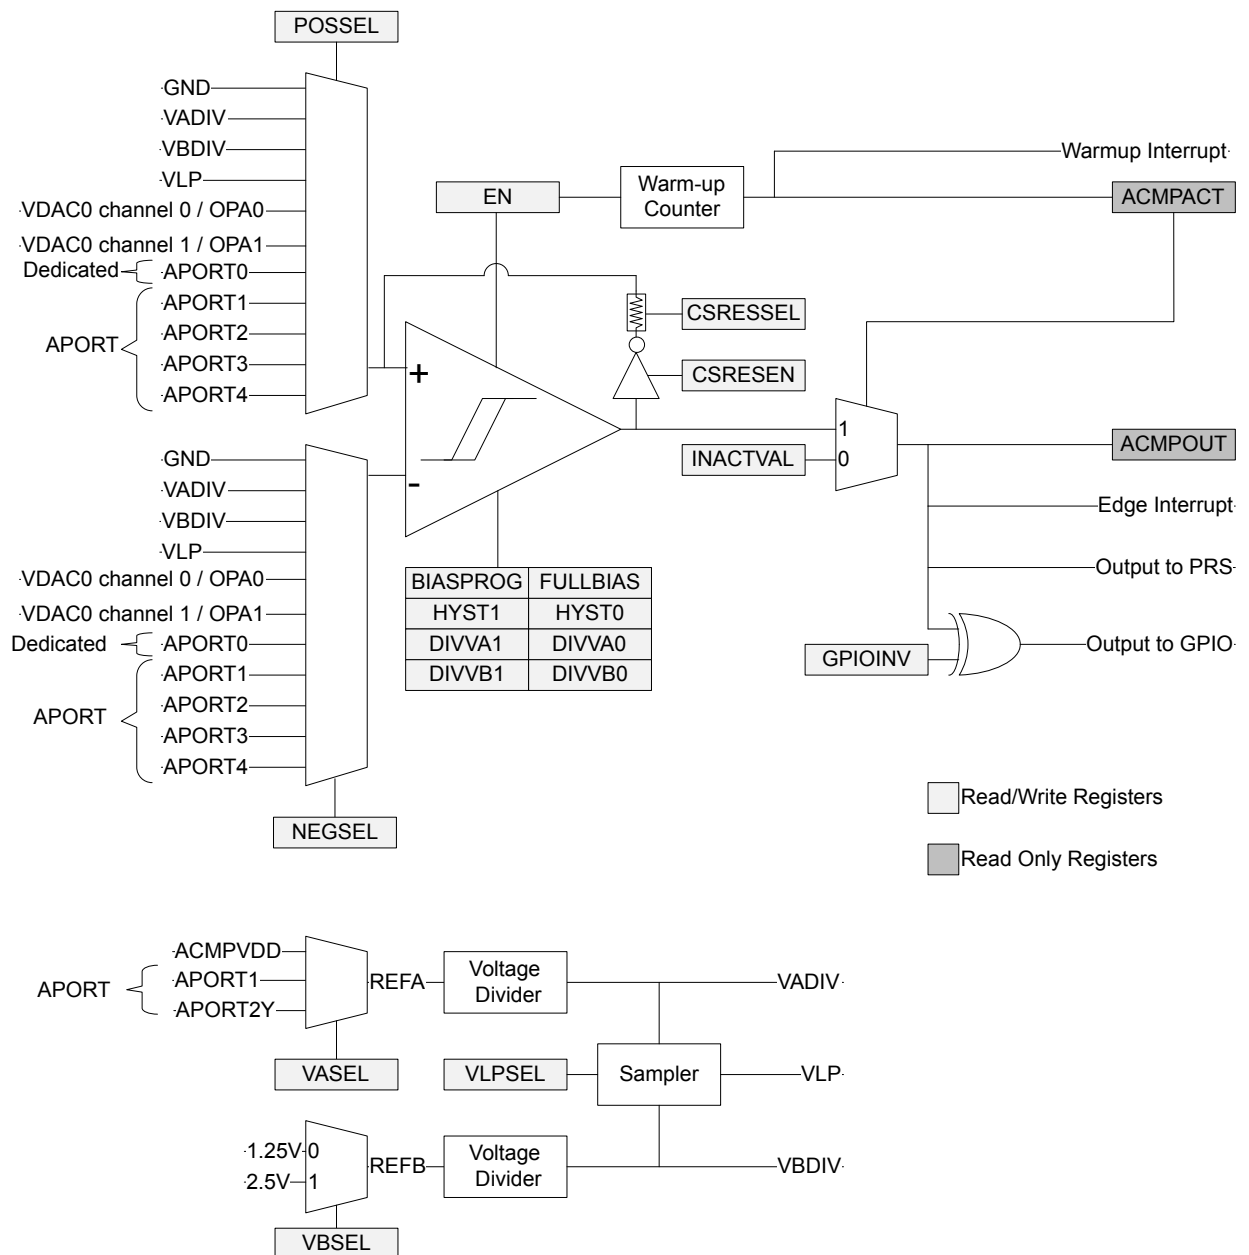 POSSEL
GND
VADIV
VBDIV
VLP
VDAC0 channel 0 / OPA0
VDAC0 channel 1 / OPA1
Dedicated
APORT0
APORT1
APORT2
APORT
APORT3
APORT4
EN
Warm-up
Counter
Warmup Interrupt
ACMPACT
CSRESSEL
CSRESEN
+
-
INACTVAL
1
0
ACMPOUT
Edge Interrupt
Output to PRS
Output to GPIO
GPIOINV
BIASPROG FULLBIAS
HYST1 HYST0
DIVVA1 DIVVA0
DIVVB1 DIVVB0
GND
VADIV
VBDIV
VLP
VDAC0 channel 0 / OPA0
VDAC0 channel 1 / OPA1
Dedicated
APORT0
APORT1
APORT2
APORT
APORT3
APORT4
NEGSEL
Read/Write Registers
Read Only Registers
ACMPVDD
APORT
APORT1
APORT2Y
REFA
Voltage
Divider
VADIV
VASEL
VLPSEL
Sampler
VLP
1.25V 0
2.5V 1
REFB
Voltage
Divider
VBDIV
VBSEL